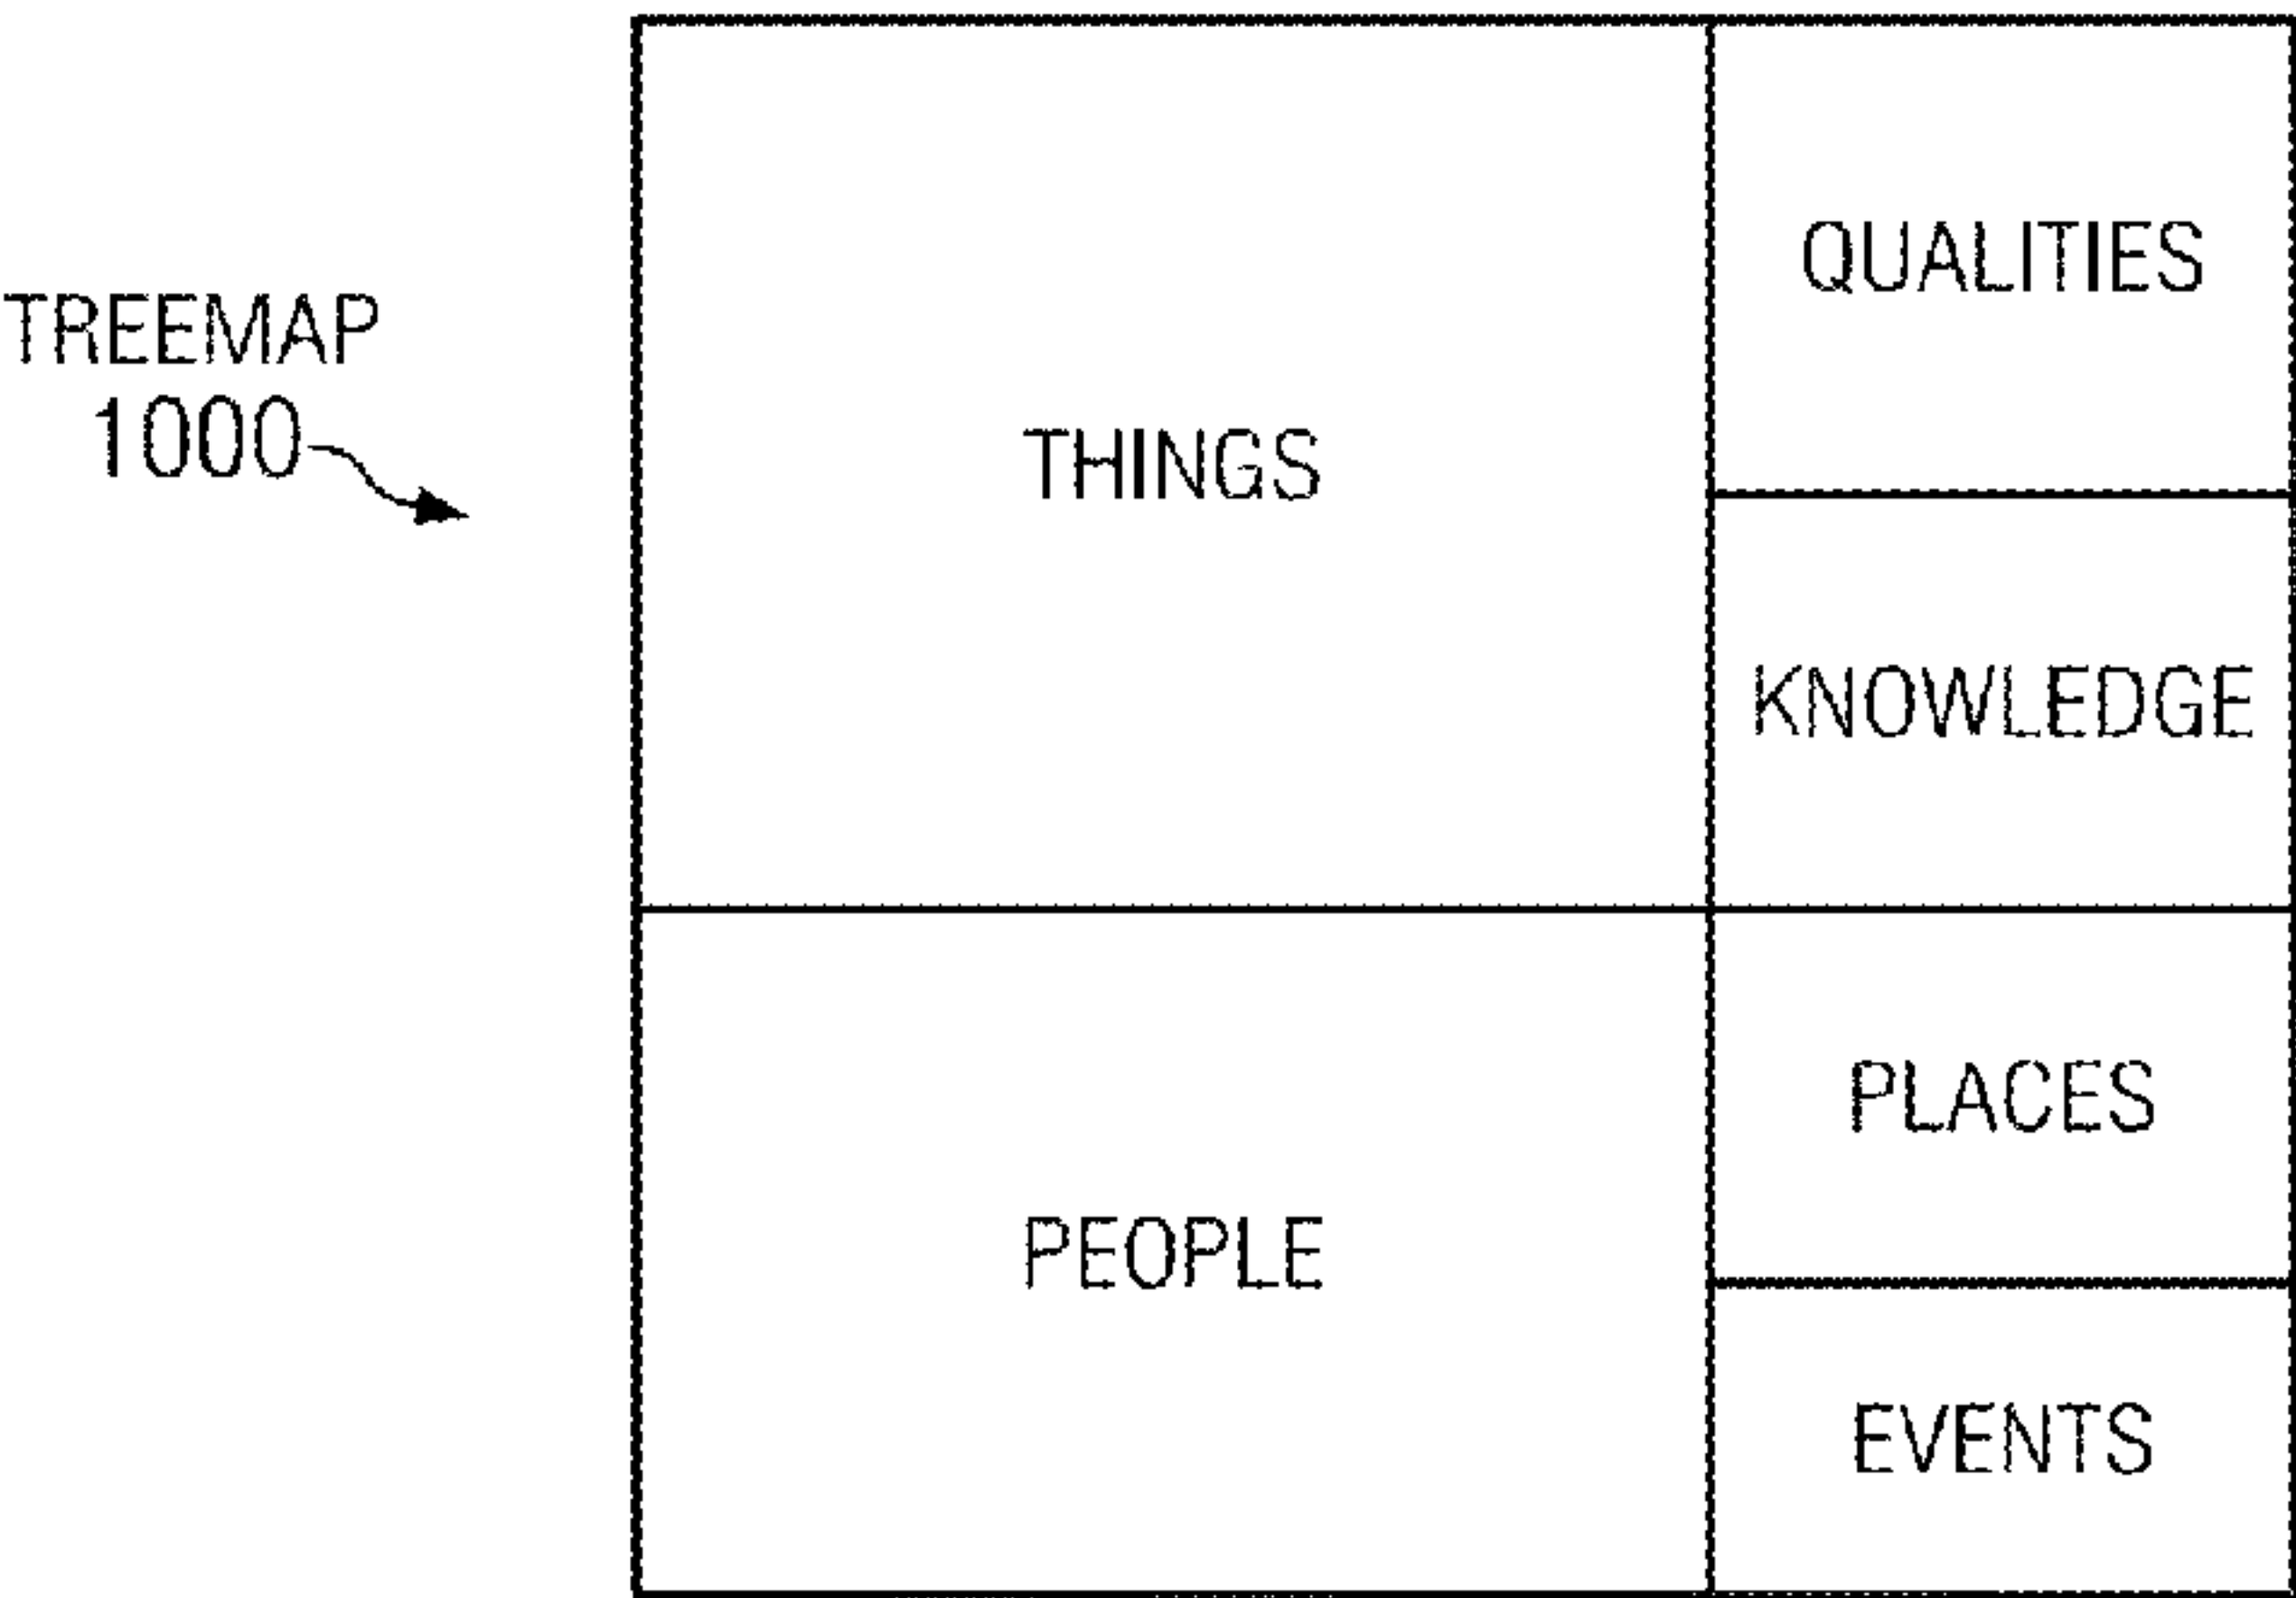 TREEMAP
1000
THINGS
QUALITIES
KNOWLEDGE
PEOPLE
PLACES
EVENTS